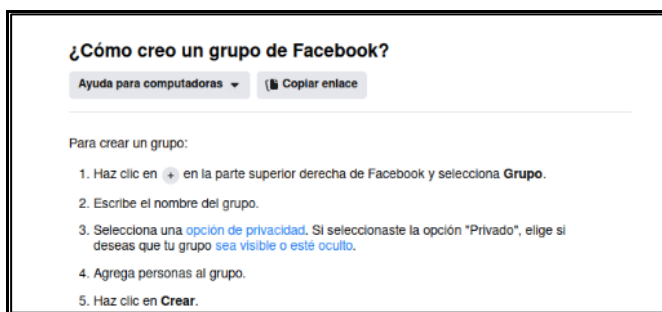 ¿Cómo creo un grupo de Facebook?
Ayuda para computadoras Copiar enlace
Para crear un grupo:
1. Haz clic en + en la parte superior derecha de Facebook y selecciona Grupo.
2. Escribe el nombre del grupo.
3. Selecciona una opción de privacidad. Si seleccionaste la opción "Privado", elige si
deseas que tu grupo sea visible o esté oculto.
4. Agrega personas al grupo.
5. Haz clic en Crear.